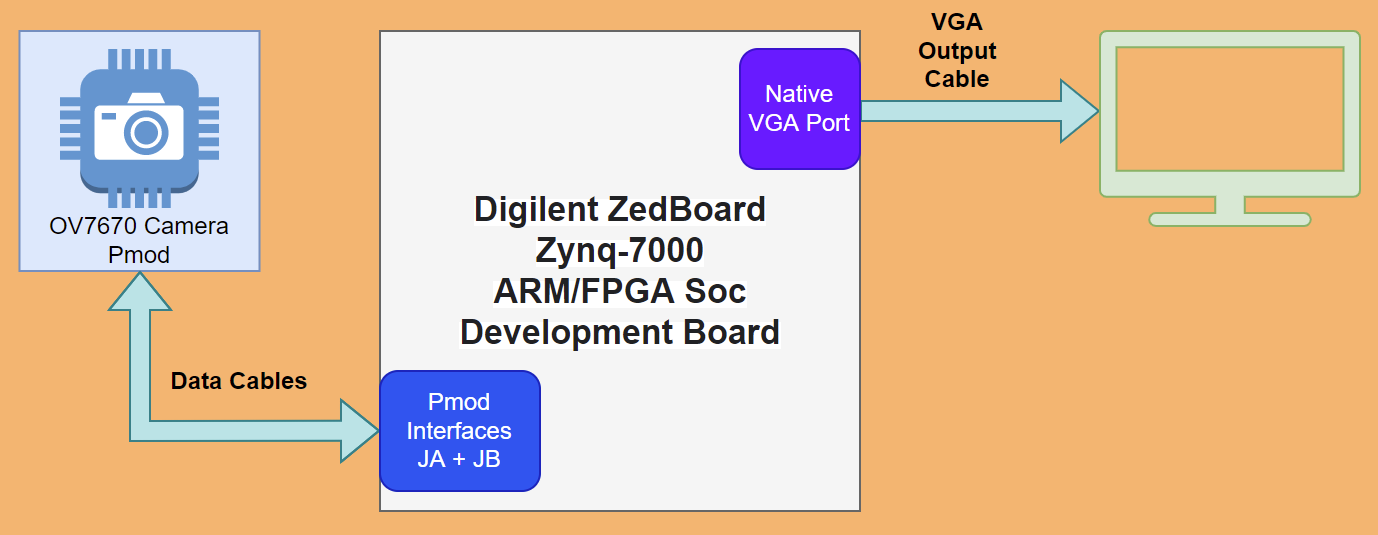 OV7670 Camera
Pmod
Data Cables
Digilent ZedBoard
Zynq-7000
ARM/FPGA Soc
Development Board
Pmod
Interfaces
JA + JB
Native
VGA Port
VGA
Output
Cable